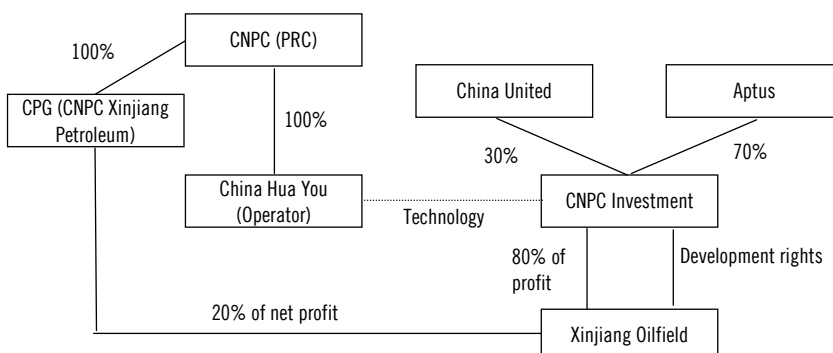 CNPC (PRC)
100%
China United
Aptus
CPG (CNPC Xinjiang
Petroleum)
100%
30%
70%
China Hua You
(Operator)
Technology
CNPC Investment
80% of
profit
Development rights
20% of net profit
Xinjiang Oilfield